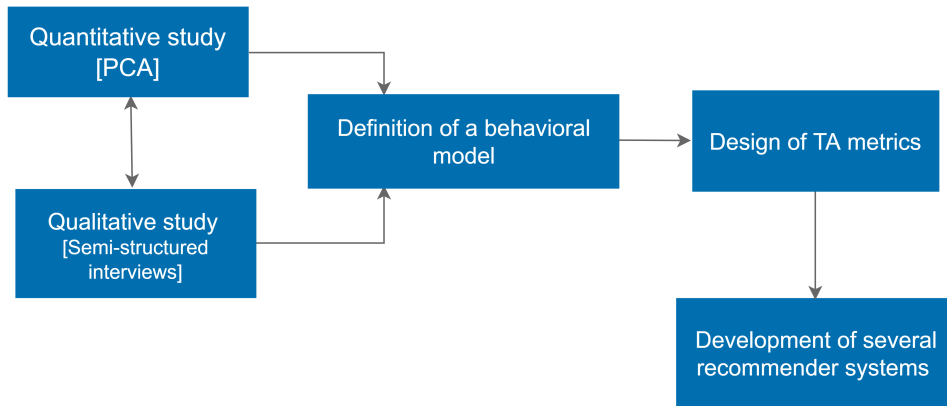 Quantitative study
[PCA]
Definition of a behavioral
model
Design of TA metrics
Qualitative study
[Semi-structured
interviews]
Development of several
recommender systems